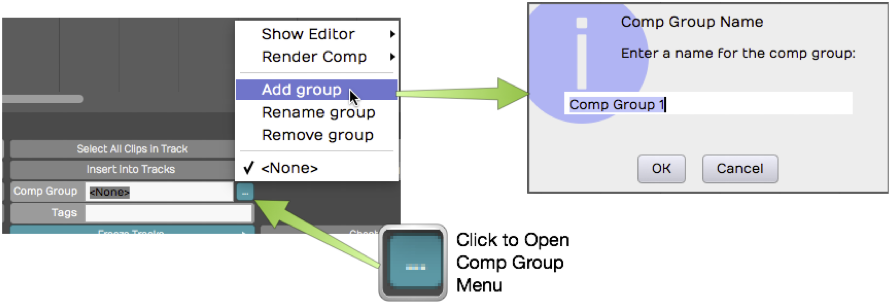 Show Editor
Render Comp
Add group
Rename group
Remove group
✓ <None>
Select All Clips in Track
Insert Into Tracks
Comp Group <None> ...
Tags
Freeze Tracks
Comp Group Name
Enter a name for the comp group:
Comp Group 1
OK Cancel
...
Click to Open
Comp Group
Menu